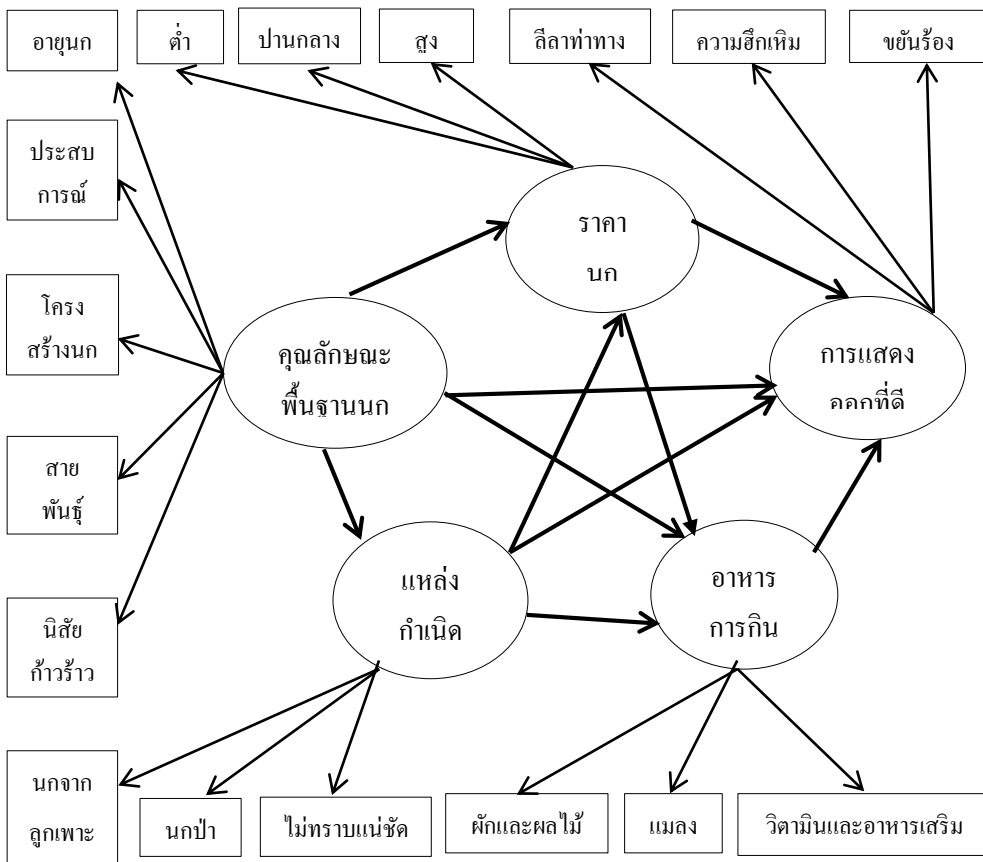 อายุนก
ต่ำ
ปานกลาง
สูง
ลีลาท่าทาง
ความฮึกเหิม
ขยันร้อง
ประสบ
การณ์
ราคา
นก
โครง
สร้างนก
คุณลักษณะ
พื้นฐานนก
การแสดง
ออกที่ดี
สาย
พันธุ์
แหล่ง
กำเนิด
อาหาร
การกิน
นิสัย
ก้าวร้าว
นกจาก
ลูกเพาะ
นกป่า
ไม่ทราบแน่ชัด
ผักและผลไม้
แมลง
วิตามินและอาหารเสริม